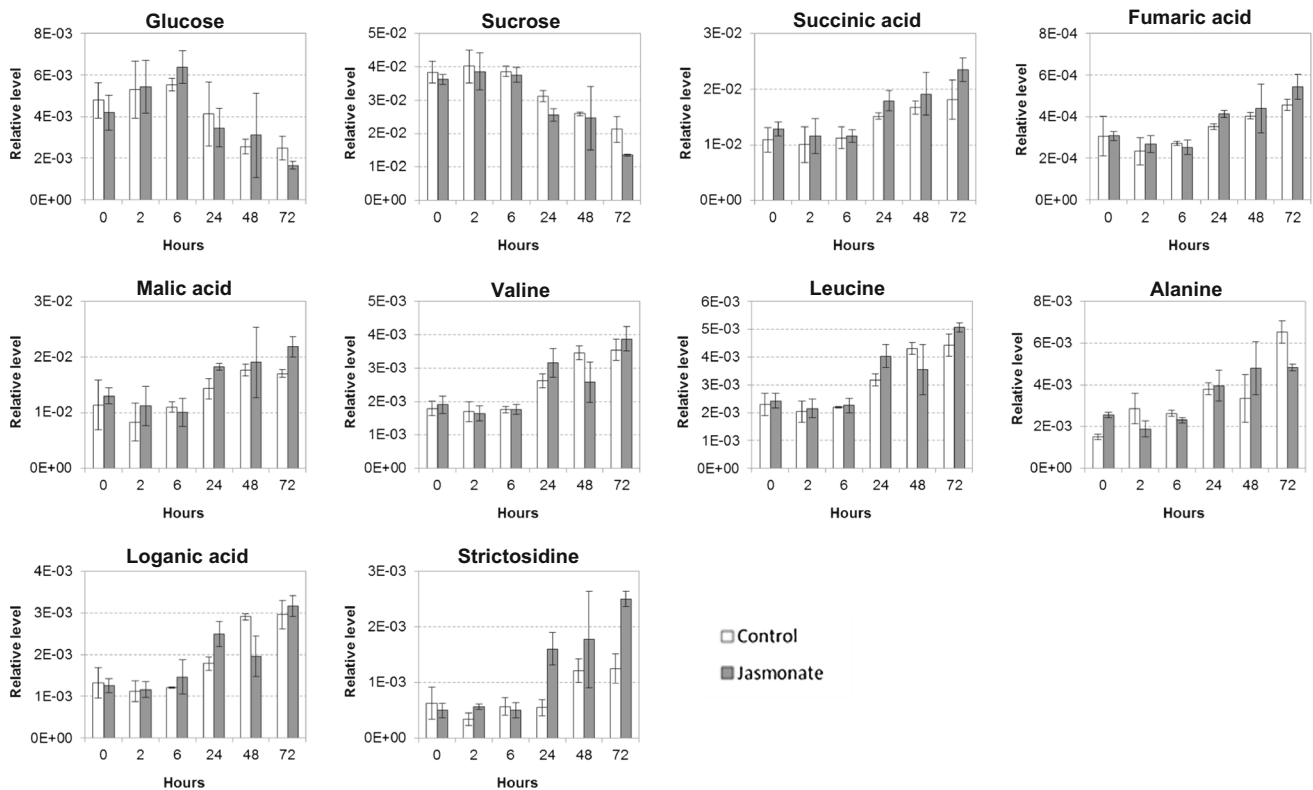 Glucose
8E-03
6E-03
4E-03
2E-03
0E+00
Relative level
0 2 6 24 48 72
Hours
Sucrose
5E-02
4E-02
3E-02
2E-02
1E-02
0E+00
Relative level
0 2 6 24 48 72
Hours
Succinic acid
3E-02
2E-02
1E-02
0E+00
Relative level
0 2 6 24 48 72
Hours
Fumaric acid
8E-04
6E-04
4E-04
2E-04
0E+00
Relative level
0 2 6 24 48 72
Hours
Malic acid
3E-02
2E-02
1E-02
0E+00
Relative level
0 2 6 24 48 72
Hours
Valine
5E-03
4E-03
3E-03
2E-03
1E-03
0E+00
Relative level
0 2 6 24 48 72
Hours
Leucine
6E-03
5E-03
4E-03
3E-03
2E-03
1E-03
0E+00
Relative level
0 2 6 24 48 72
Hours
Alanine
8E-03
6E-03
4E-03
2E-03
0E+00
Relative level
0 2 6 24 48 72
Hours
Loganic acid
4E-03
3E-03
2E-03
1E-03
0E+00
Relative level
0 2 6 24 48 72
Hours
Strictosidine
3E-03
2E-03
1E-03
0E+00
Relative level
0 2 6 24 48 72
Hours
Control
Jasmonate